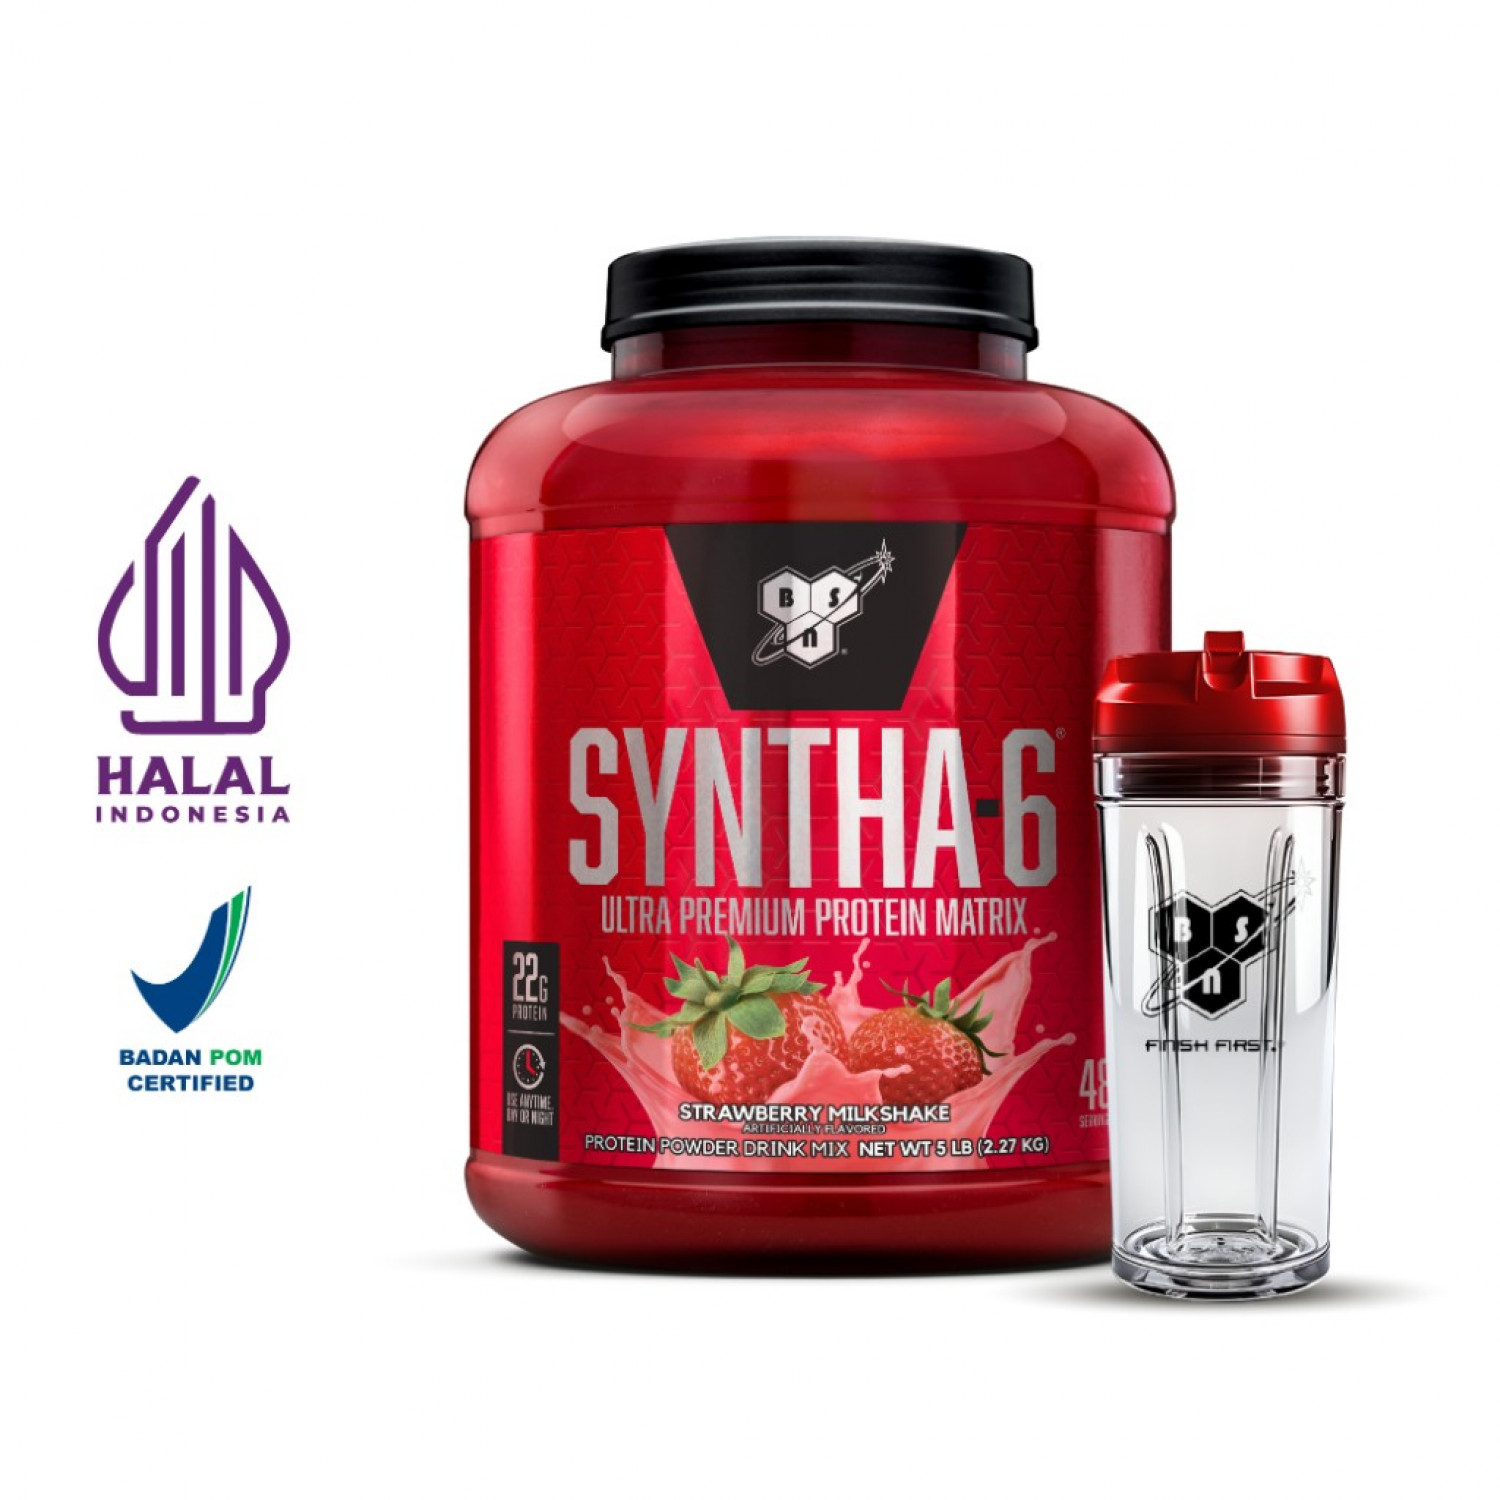 HALAL
INDONESIA
BADAN POM
CERTIFIED
B S
n
®
SYNTHA-6®
ULTRA PREMIUM PROTEIN MATRIX
22G
PROTEIN
USE ANYTIME
DAY OR NIGHT
STRAWBERRY MILKSHAKE
ARTIFICIALLY FLAVORED
PROTEIN POWDER DRINK MIX NET WT 5 LB (2.27 KG)
48
B S
n
FINISH FIRST.